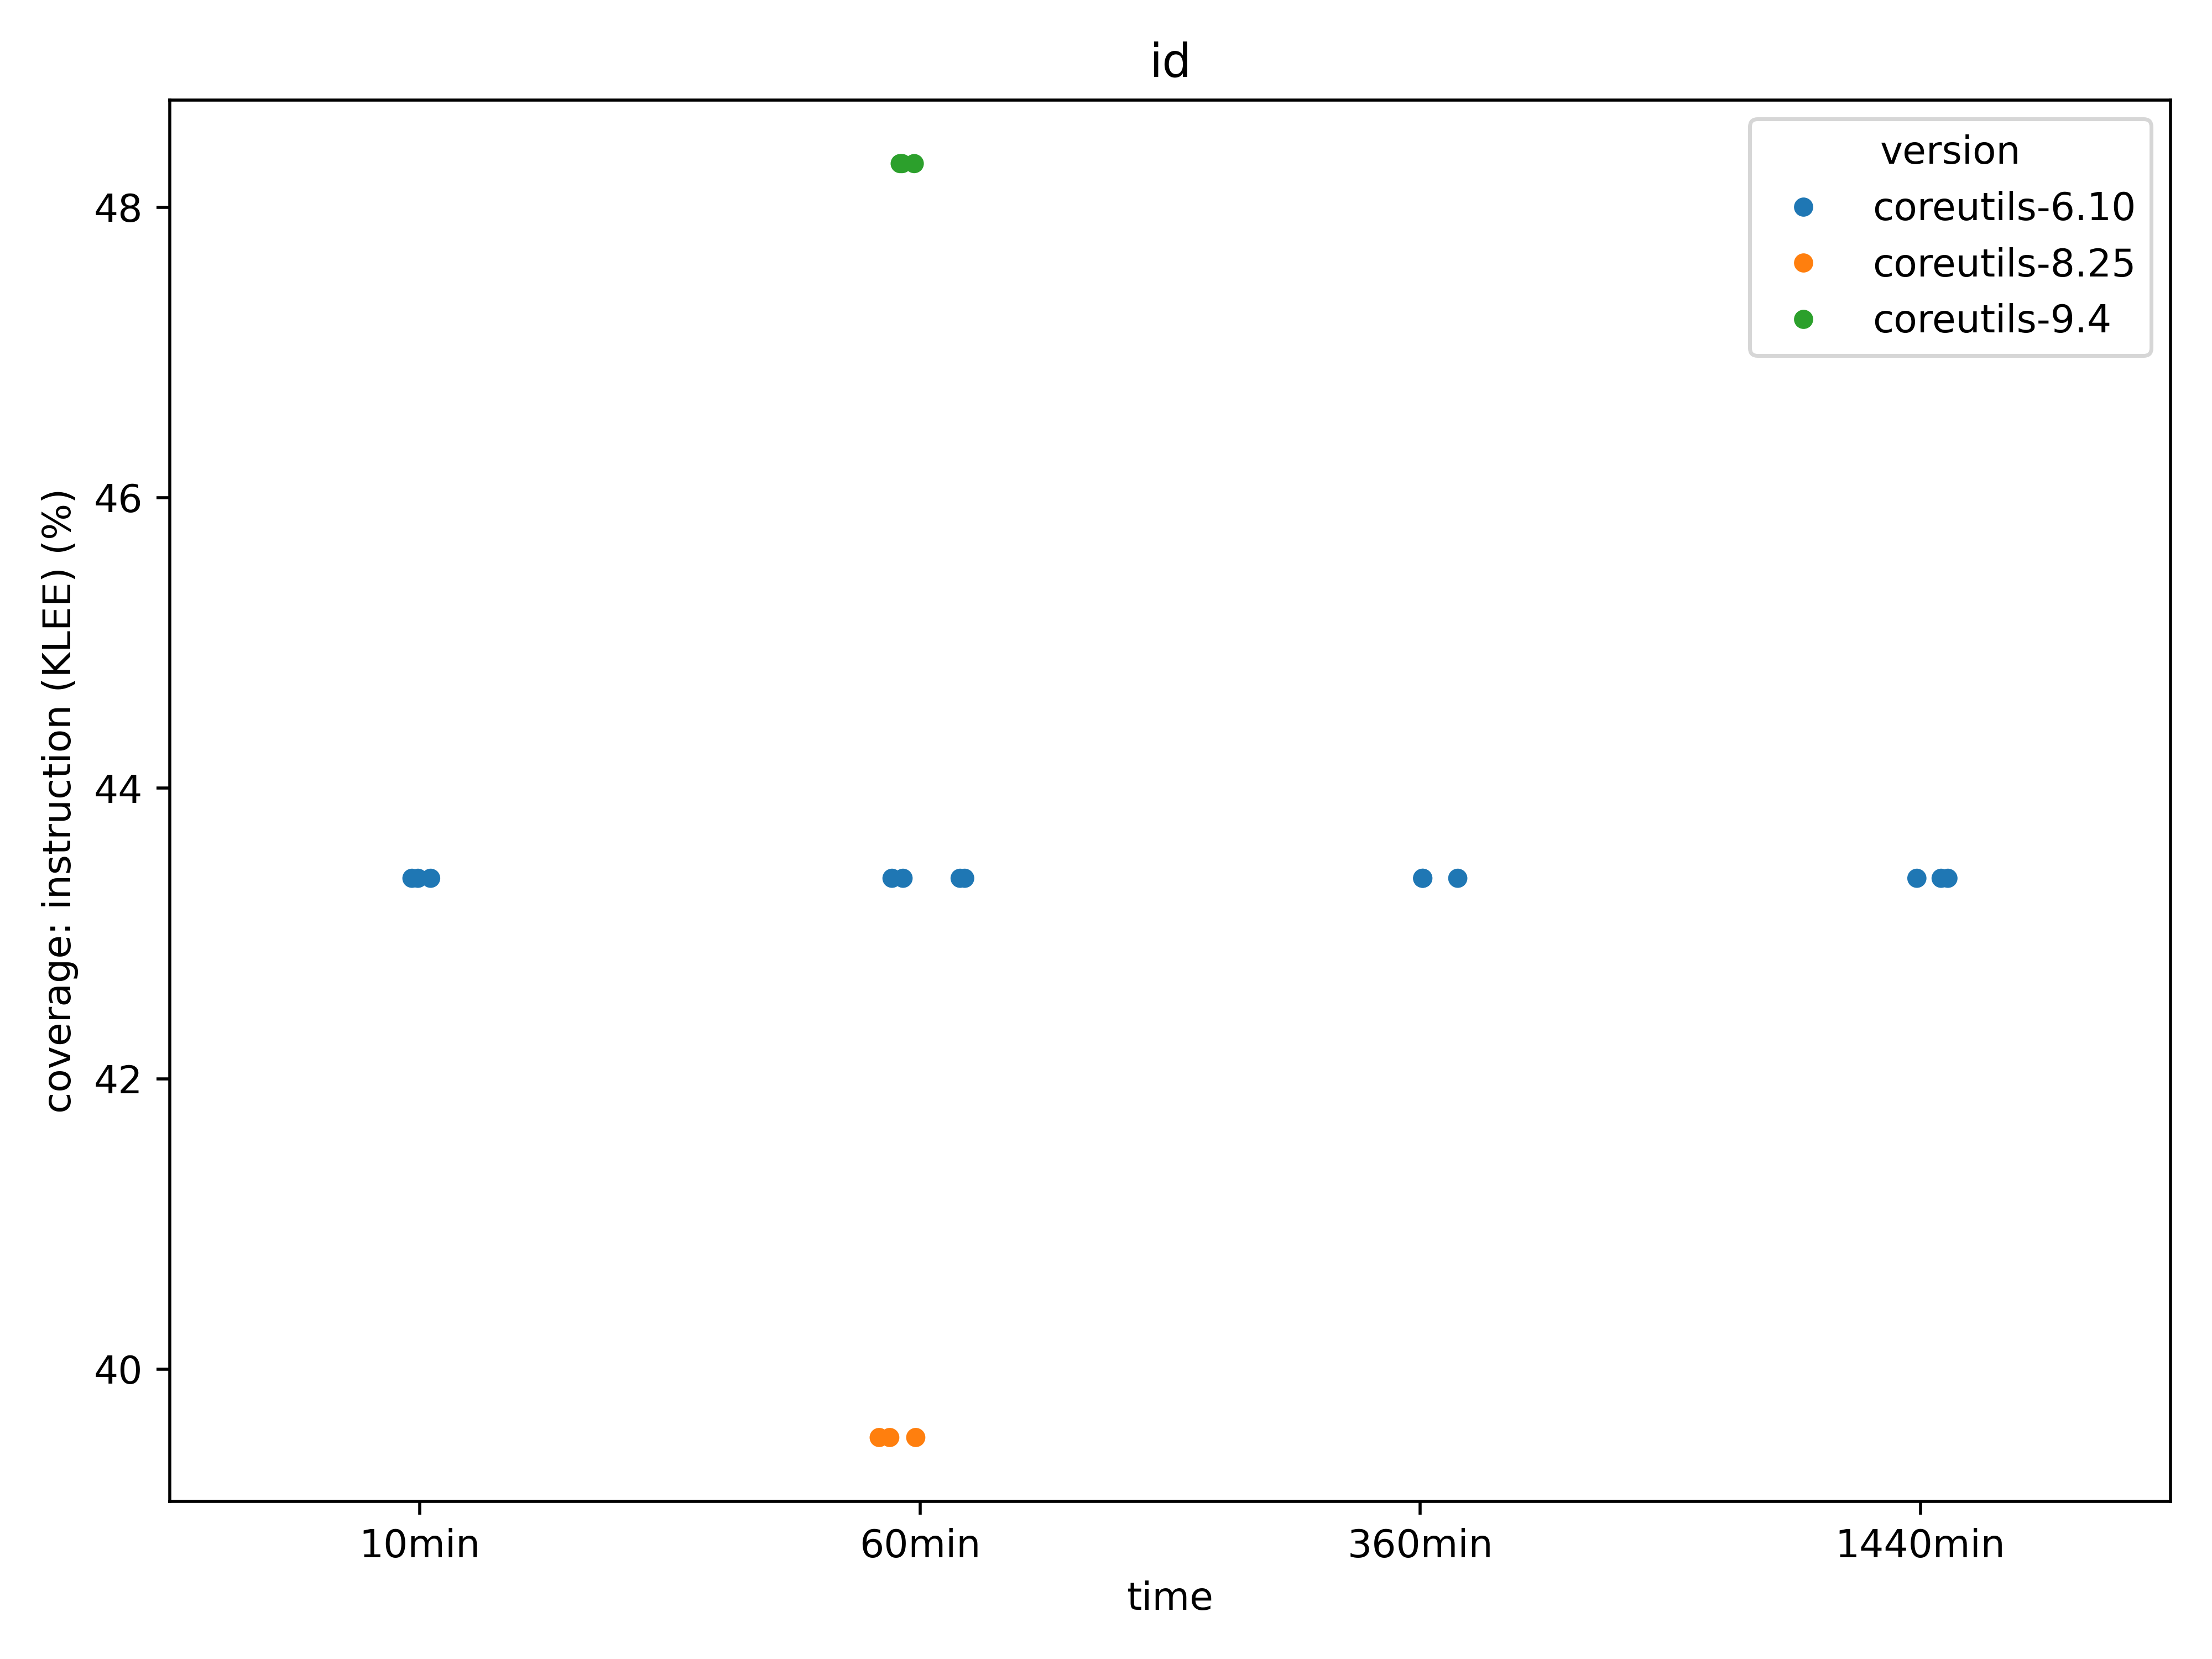 id
version
coreutils-6.10
coreutils-8.25
coreutils-9.4
coverage: instruction (KLEE) (%)
48
46
44
42
40
10min 60min 360min 1440min
time